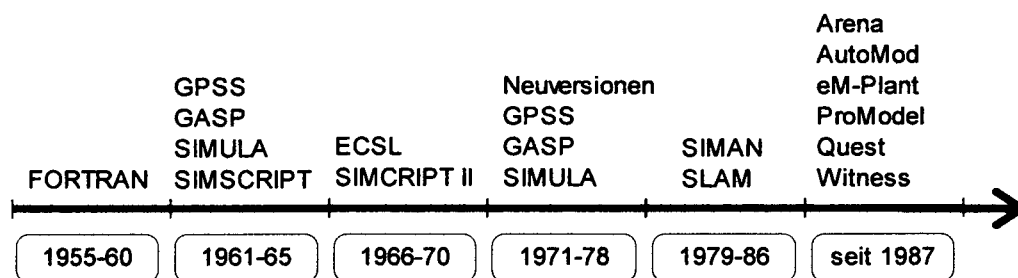 FORTRAN
GPSS
GASP
SIMULA
SIMSCRIPT
ECSL
SIMCRIPT II
Neuversionen
GPSS
GASP
SIMULA
SIMAN
SLAM
Arena
AutoMod
eM-Plant
ProModel
Quest
Witness
1955-60
1961-65
1966-70
1971-78
1979-86
seit 1987